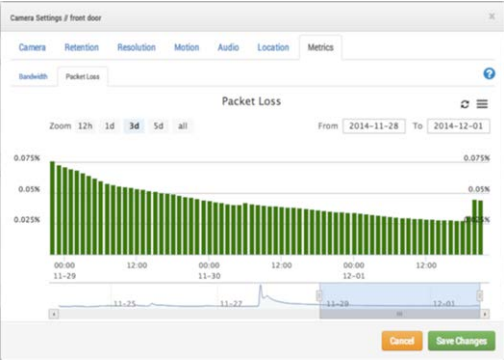 Camera Settings // front door ×
Camera Retention Resolution Motion Audio Location Metrics
Bandwidth Packet Loss ?
Packet Loss
Zoom 12h 1d 3d 5d all From 2014-11-28 To 2014-12-01
0.075% 0.075%
0.05% 0.05%
0.025% 0.025%
00:00 12:00 00:00 12:00 00:00 12:00
11-29 11-30 12-01
11-25 11-27 11-29 12-01
Cancel Save Changes